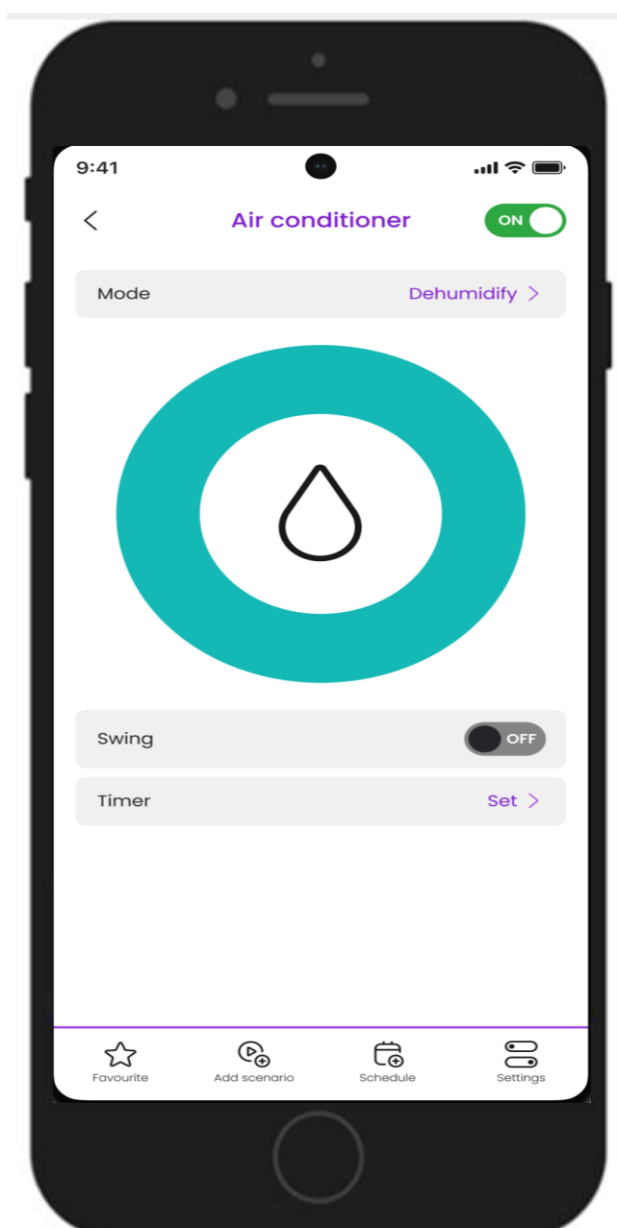 9:41
Air conditioner ON
Mode Dehumidify
Swing OFF
Timer Set
Favourite Add scenario Schedule Settings